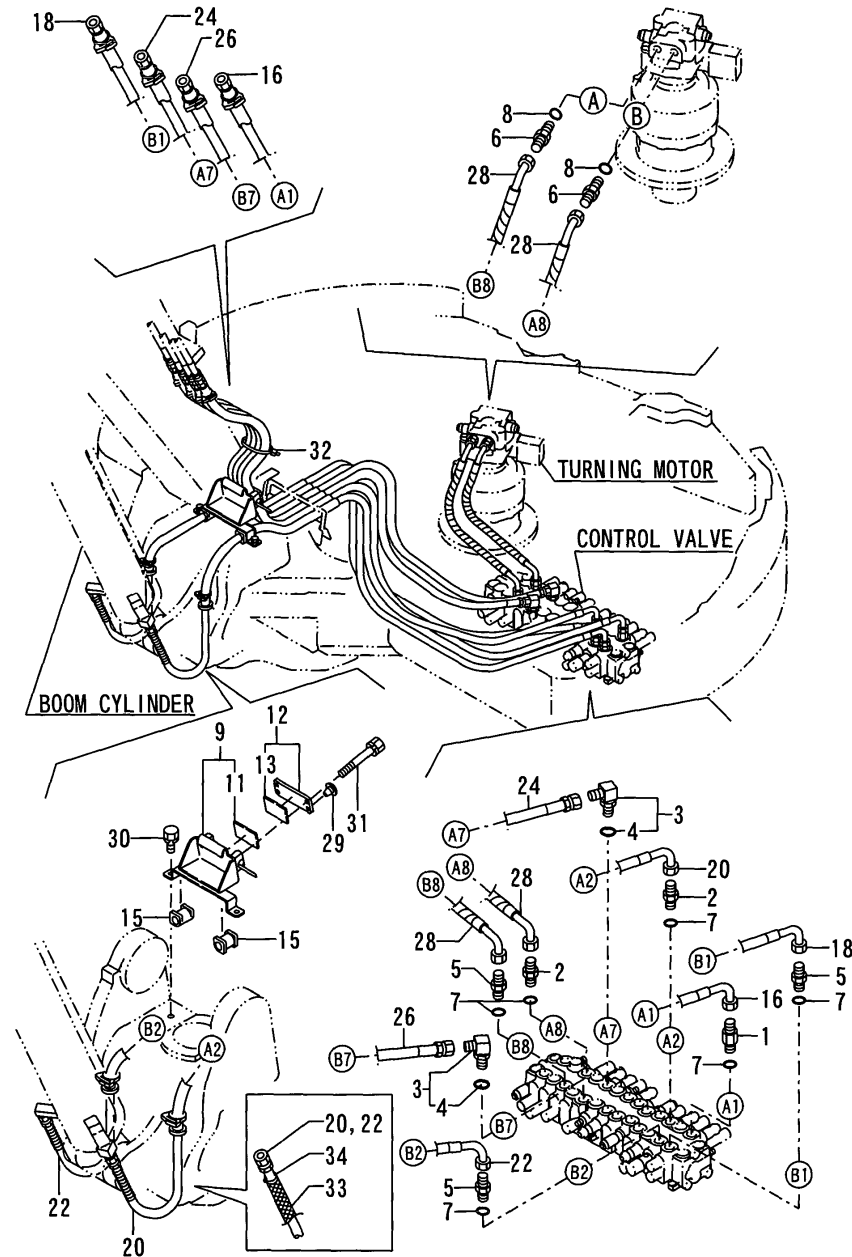 18
24
26
16
B1
A7
B7
A1
A
B
8
6
28
8
6
28
B8
A8
32
TURNING MOTOR
CONTROL VALVE
BOOM CYLINDER
9
12
11
13
31
29
30
15
15
24
3
A7
4
A2
20
2
7
B8
A8
28
28
5
2
7
B1
18
5
7
A1
16
1
7
B8
A8
A7
A2
A1
B1
26
B7
3
4
B7
B2
22
5
7
B2
B2
A2
22
20
20, 22
34
33